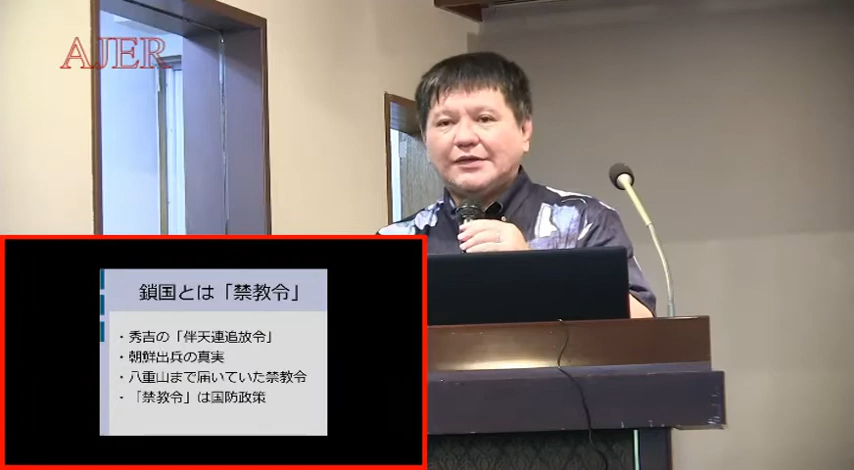 AJER
鎖国とは「禁教令」
・秀吉の「伴天連追放令」
・朝鮮出兵の真実
・八重山まで届いていた禁教令
・「禁教令」は国防政策